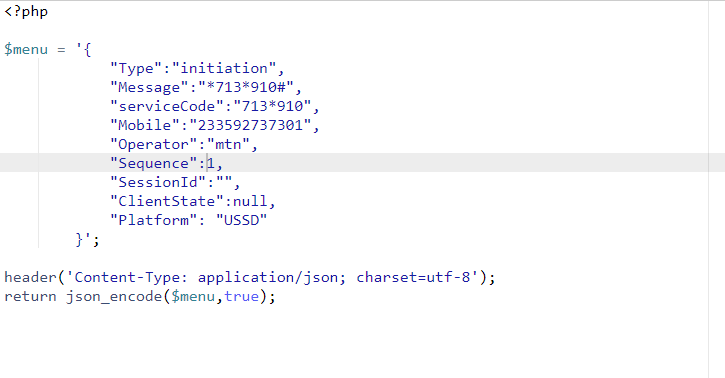 <?php
$menu = '{
"Type":"initiation",
"Message":"*713*910#",
"serviceCode":"713*910",
"Mobile":"233592737301",
"Operator":"mtn",
"Sequence":1,
"SessionId":"",
"ClientState":null,
"Platform": "USSD"
}';
header('Content-Type: application/json; charset=utf-8');
return json_encode($menu,true);